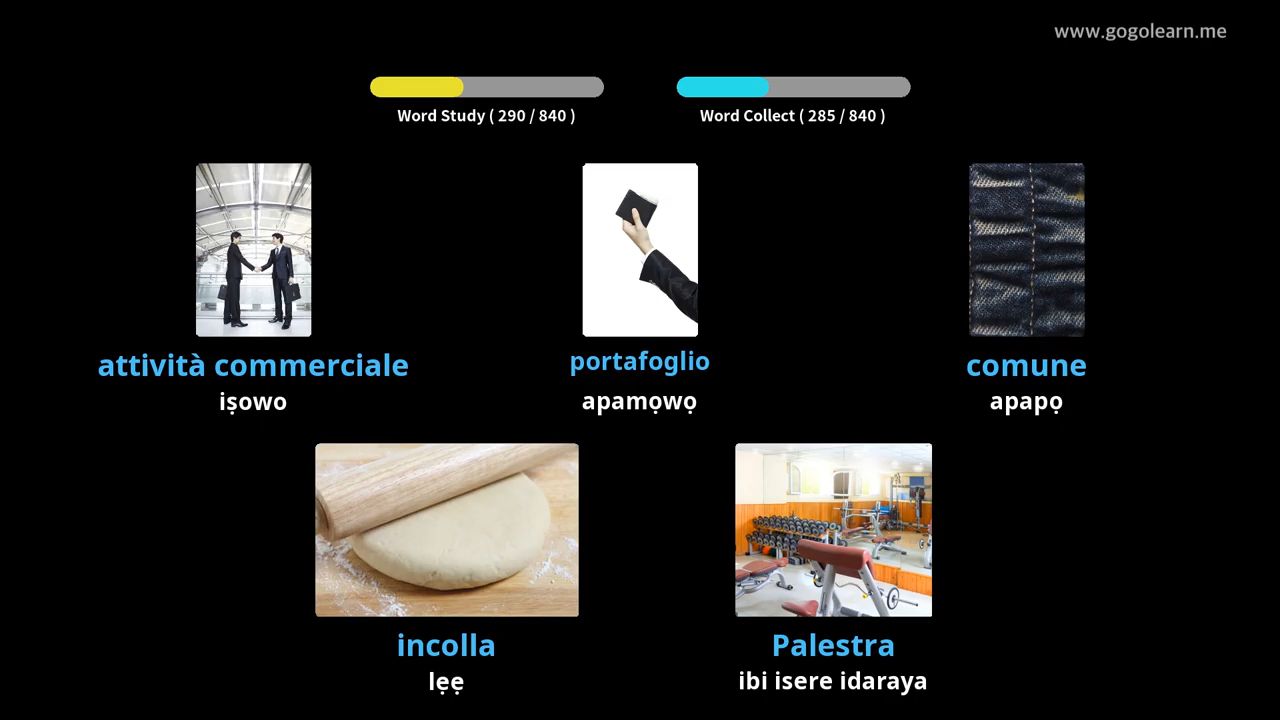 www.gogolearn.me
Word Study ( 290 / 840 )
Word Collect ( 285 / 840 )
attività commerciale
iṣowo
portafoglio
apamọwọ
comune
apapọ
incolla
lẹẹ
Palestra
ibi isere idaraya